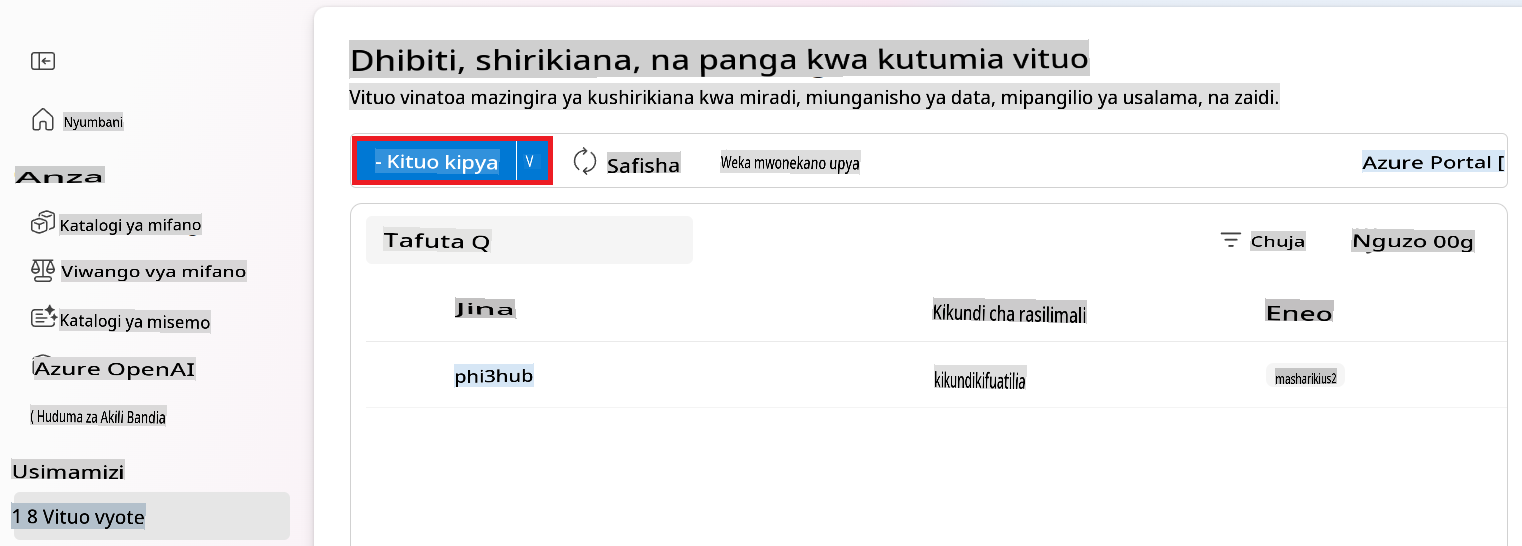 Nyumbani
Anza
Katalogi ya mifano
Viwango vya mifano
Katalogi ya misemo
Azure OpenAI
( Huduma za Akili Bandia
Usimamizi
1 8 Vituo vyote
Dhibiti, shirikiana, na panga kwa kutumia vituo
Vituo vinatoa mazingira ya kushirikiana kwa miradi, miunganisho ya data, mipangilio ya usalama, na zaidi.
- Kituo kipya V Safisha Weka mwonekano upya Azure Portal [
Tafuta Q Chuja Nguzo 00g
Jina Kikundi cha rasilimali Eneo
phi3hub kikundikifuatilia masharikius2